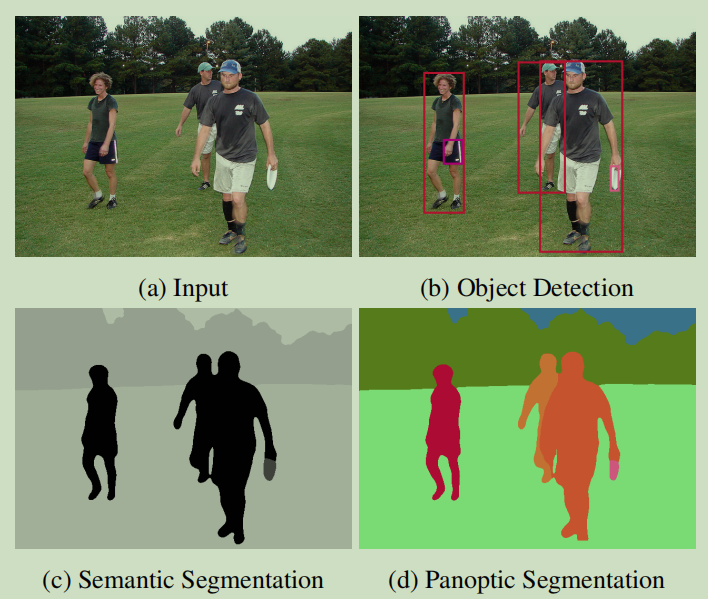 (a) Input
(b) Object Detection
(c) Semantic Segmentation
(d) Panoptic Segmentation